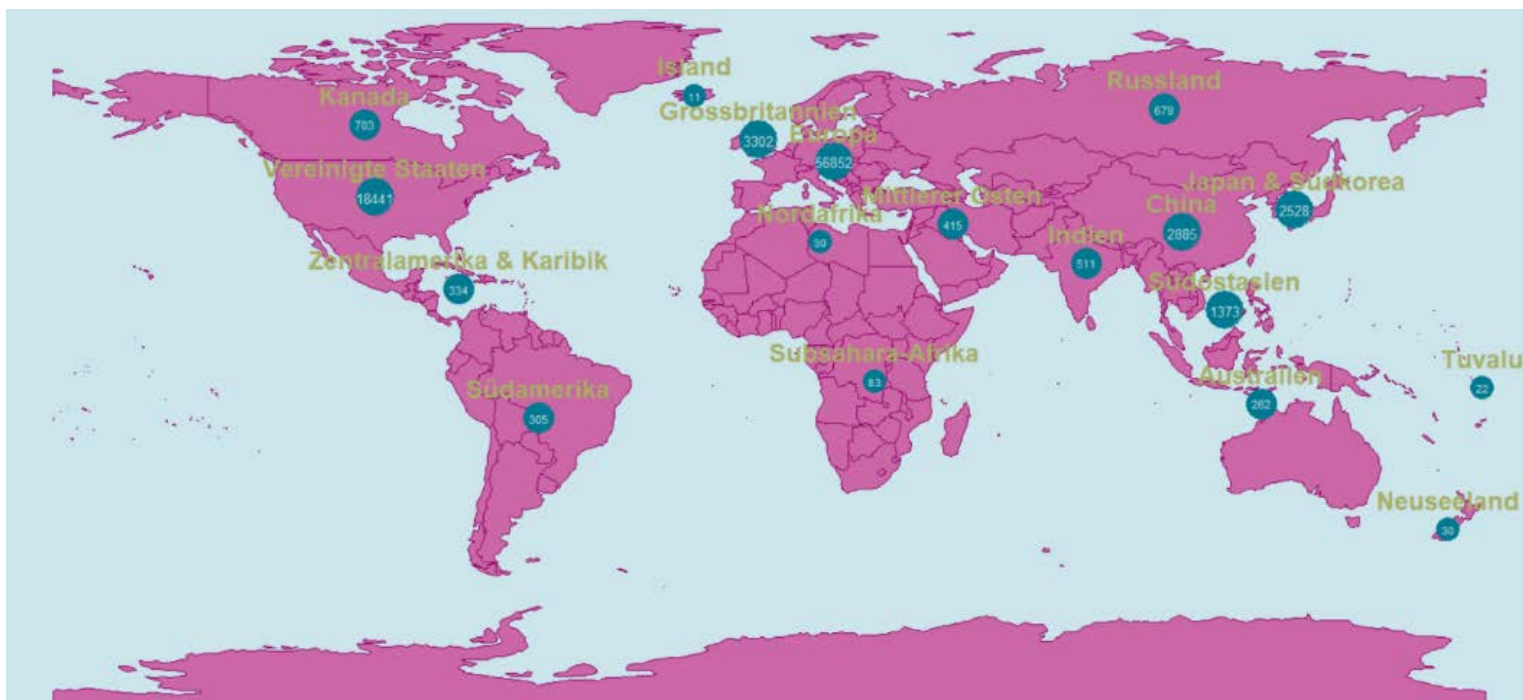 Island
11
Russland
679
Kanada
783
Grossbritannien
3302
Europa
56852
Vereinigte Staaten
18441
Mittlerer Osten
415
Japan & Südkorea
2528
China
2885
Nordafrika
30
Indien
511
Zentralamerika & Karibik
334
Südostasien
1373
Subsahara-Afrika
83
Tuvalu
22
Australien
262
Südamerika
305
Neuseeland
30